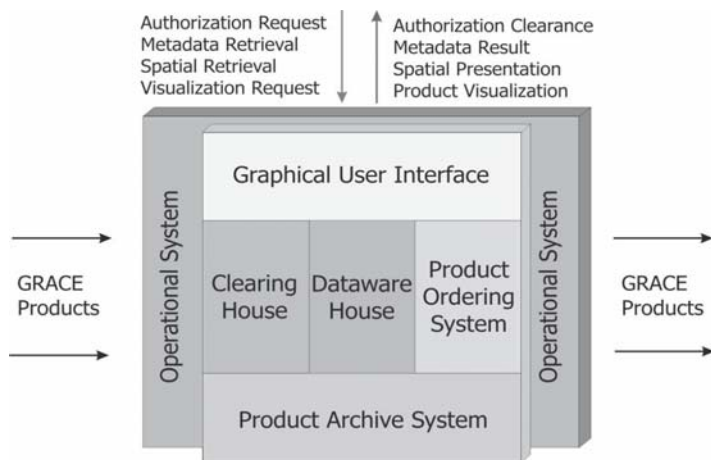 Authorization Request
Metadata Retrieval
Spatial Retrieval
Visualization Request
Authorization Clearance
Metadata Result
Spatial Presentation
Product Visualization
Graphical User Interface
Operational System
Clearing
House
Dataware
House
Product
Ordering
System
Operational System
GRACE
Products
GRACE
Products
Product Archive System